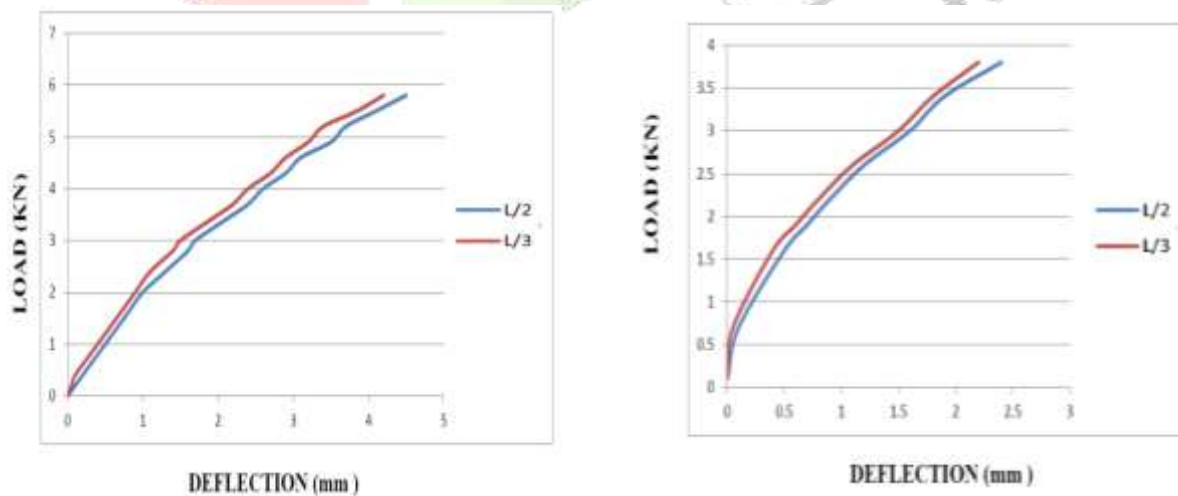 7
6
5
4
3
2
1
0
0 1 2 3 4 5
LOAD (KN)
L/2
L/3
DEFLECTION (mm )
4
3.5
3
2.5
2
1.5
1
0.5
0
0 0.5 1 1.5 2 2.5 3
LOAD (KN)
L/2
L/3
DEFLECTION (mm )